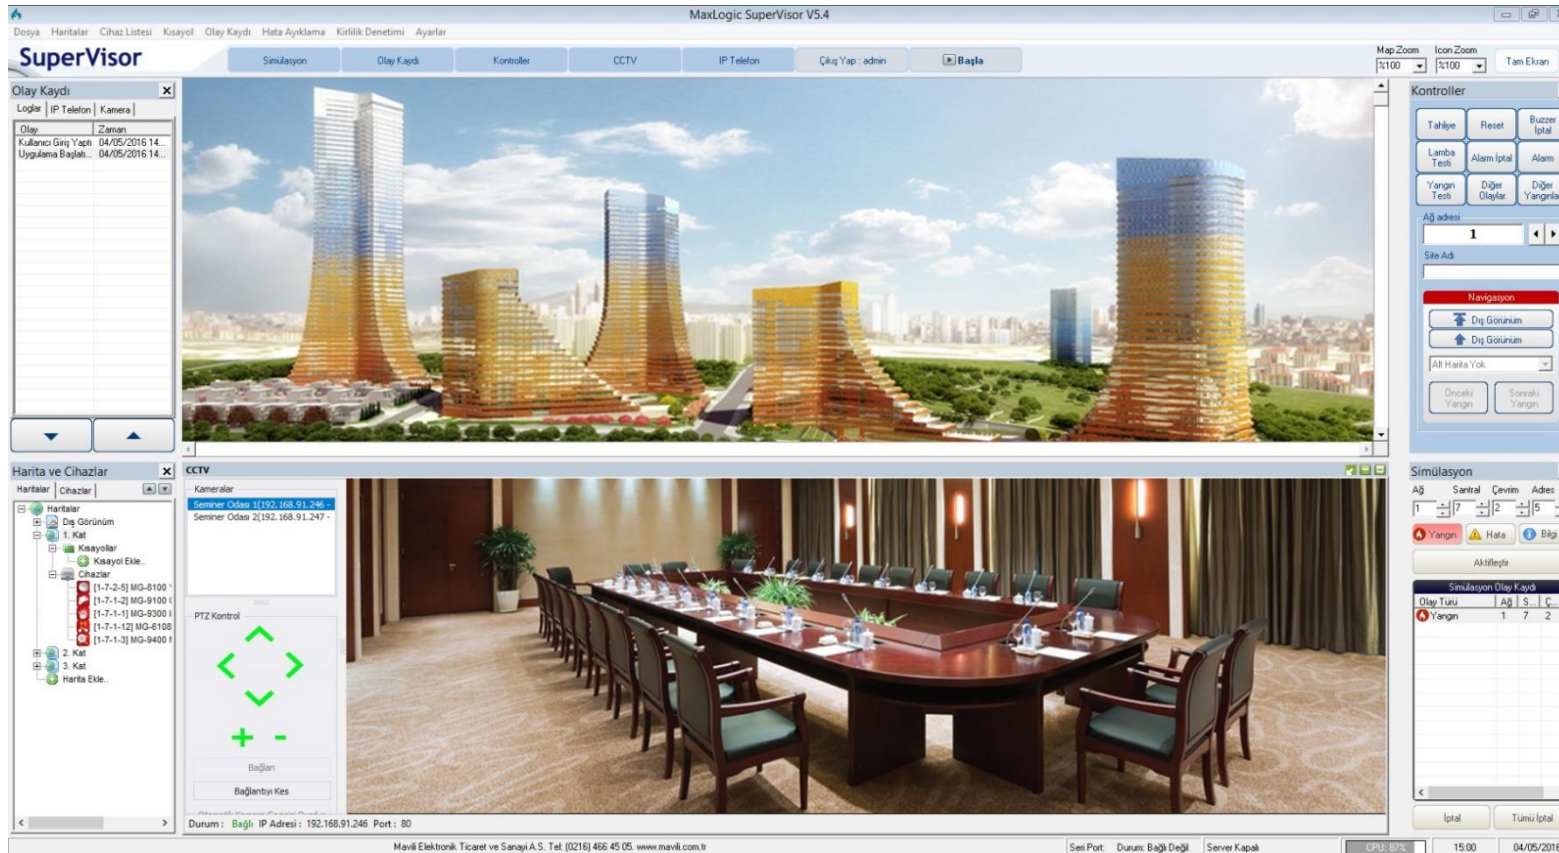 MaxLogic SuperVisor V5.4
Dosya Haritalar Cihaz Listesi Kısayol Olay Kaydı Hata Ayıklama Kirlilik Denetimi Ayarlar
SuperVisor
Simülasyon
Olay Kaydı
Kontroller
CCTV
IP Telefon
Çıkış Yap : admin
Başla
Map Zoom
%100
Icon Zoom
%100
Tam Ekran
Olay Kaydı
Loglar IP Telefon Kamera
Olay Zaman
Kullanıcı Giriş Yaptı 04/05/2016 14...
Uygulama Başlatı... 04/05/2016 14...
Kontroller
Tahliye
Reset
Buzzer
İptal
Lamba
Testi
Alarm İptal
Alarm
Yangın
Testi
Diğer
Olaylar
Diğer
Yangınla
Ağ adresi
1
Site Adı
Navigasyon
Dış Görünüm
Dış Görünüm
Alt Harita Yok
Önceki
Yangın
Sonraki
Yangın
Harita ve Cihazlar
Haritalar Cihazlar
Haritalar
Dış Görünüm
1. Kat
Kısayollar
Kısayol Ekle..
Cihazlar
[1-7-2-5] MG-8100
[1-7-1-2] MG-9100 (
[1-7-1-1] MG-9300
[1-7-1-12] MG-6108
[1-7-1-3] MG-9400
2. Kat
3. Kat
Harita Ekle..
CCTV
Kameralar
Seminer Odası 1(192.168.91.246 -
Seminer Odası 2(192.168.91.247 -
PTZ Kontrol
+ -
Bağlan
Bağlantıyı Kes
Durum : Bağlı IP Adresi : 192.168.91.246 Port : 80
Simülasyon
Ağ Santral Çevrim Adres
1 7 2 5
Yangın
Hata
Bilgi
Aktifleştir
Simülasyon Olay Kaydı
Olay Türü Ağ S... Ç...
Yangın 1 7 2
İptal
Tümü İptal
Mavili Elektronik Ticaret ve Sanayi A.S. Tel: (0216) 466 45 05. www.mavili.com.tr
Seri Port: Durum: Bağlı Değil
Server Kapalı
CPU: 87%
15:00
04/05/2016